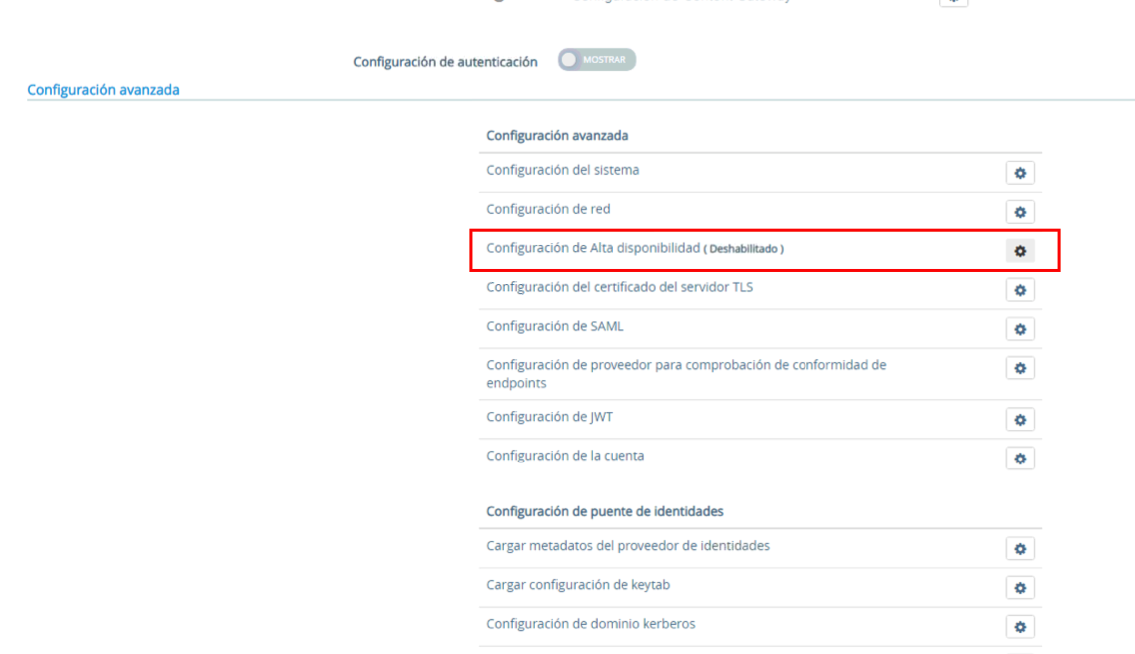 Configuración de autenticación MOSTRAR
Configuración avanzada
Configuración avanzada
Configuración del sistema
Configuración de red
Configuración de Alta disponibilidad ( Deshabilitado )
Configuración del certificado del servidor TLS
Configuración de SAML
Configuración de proveedor para comprobación de conformidad de
endpoints
Configuración de JWT
Configuración de la cuenta
Configuración de puente de identidades
Cargar metadatos del proveedor de identidades
Cargar configuración de keytab
Configuración de dominio kerberos